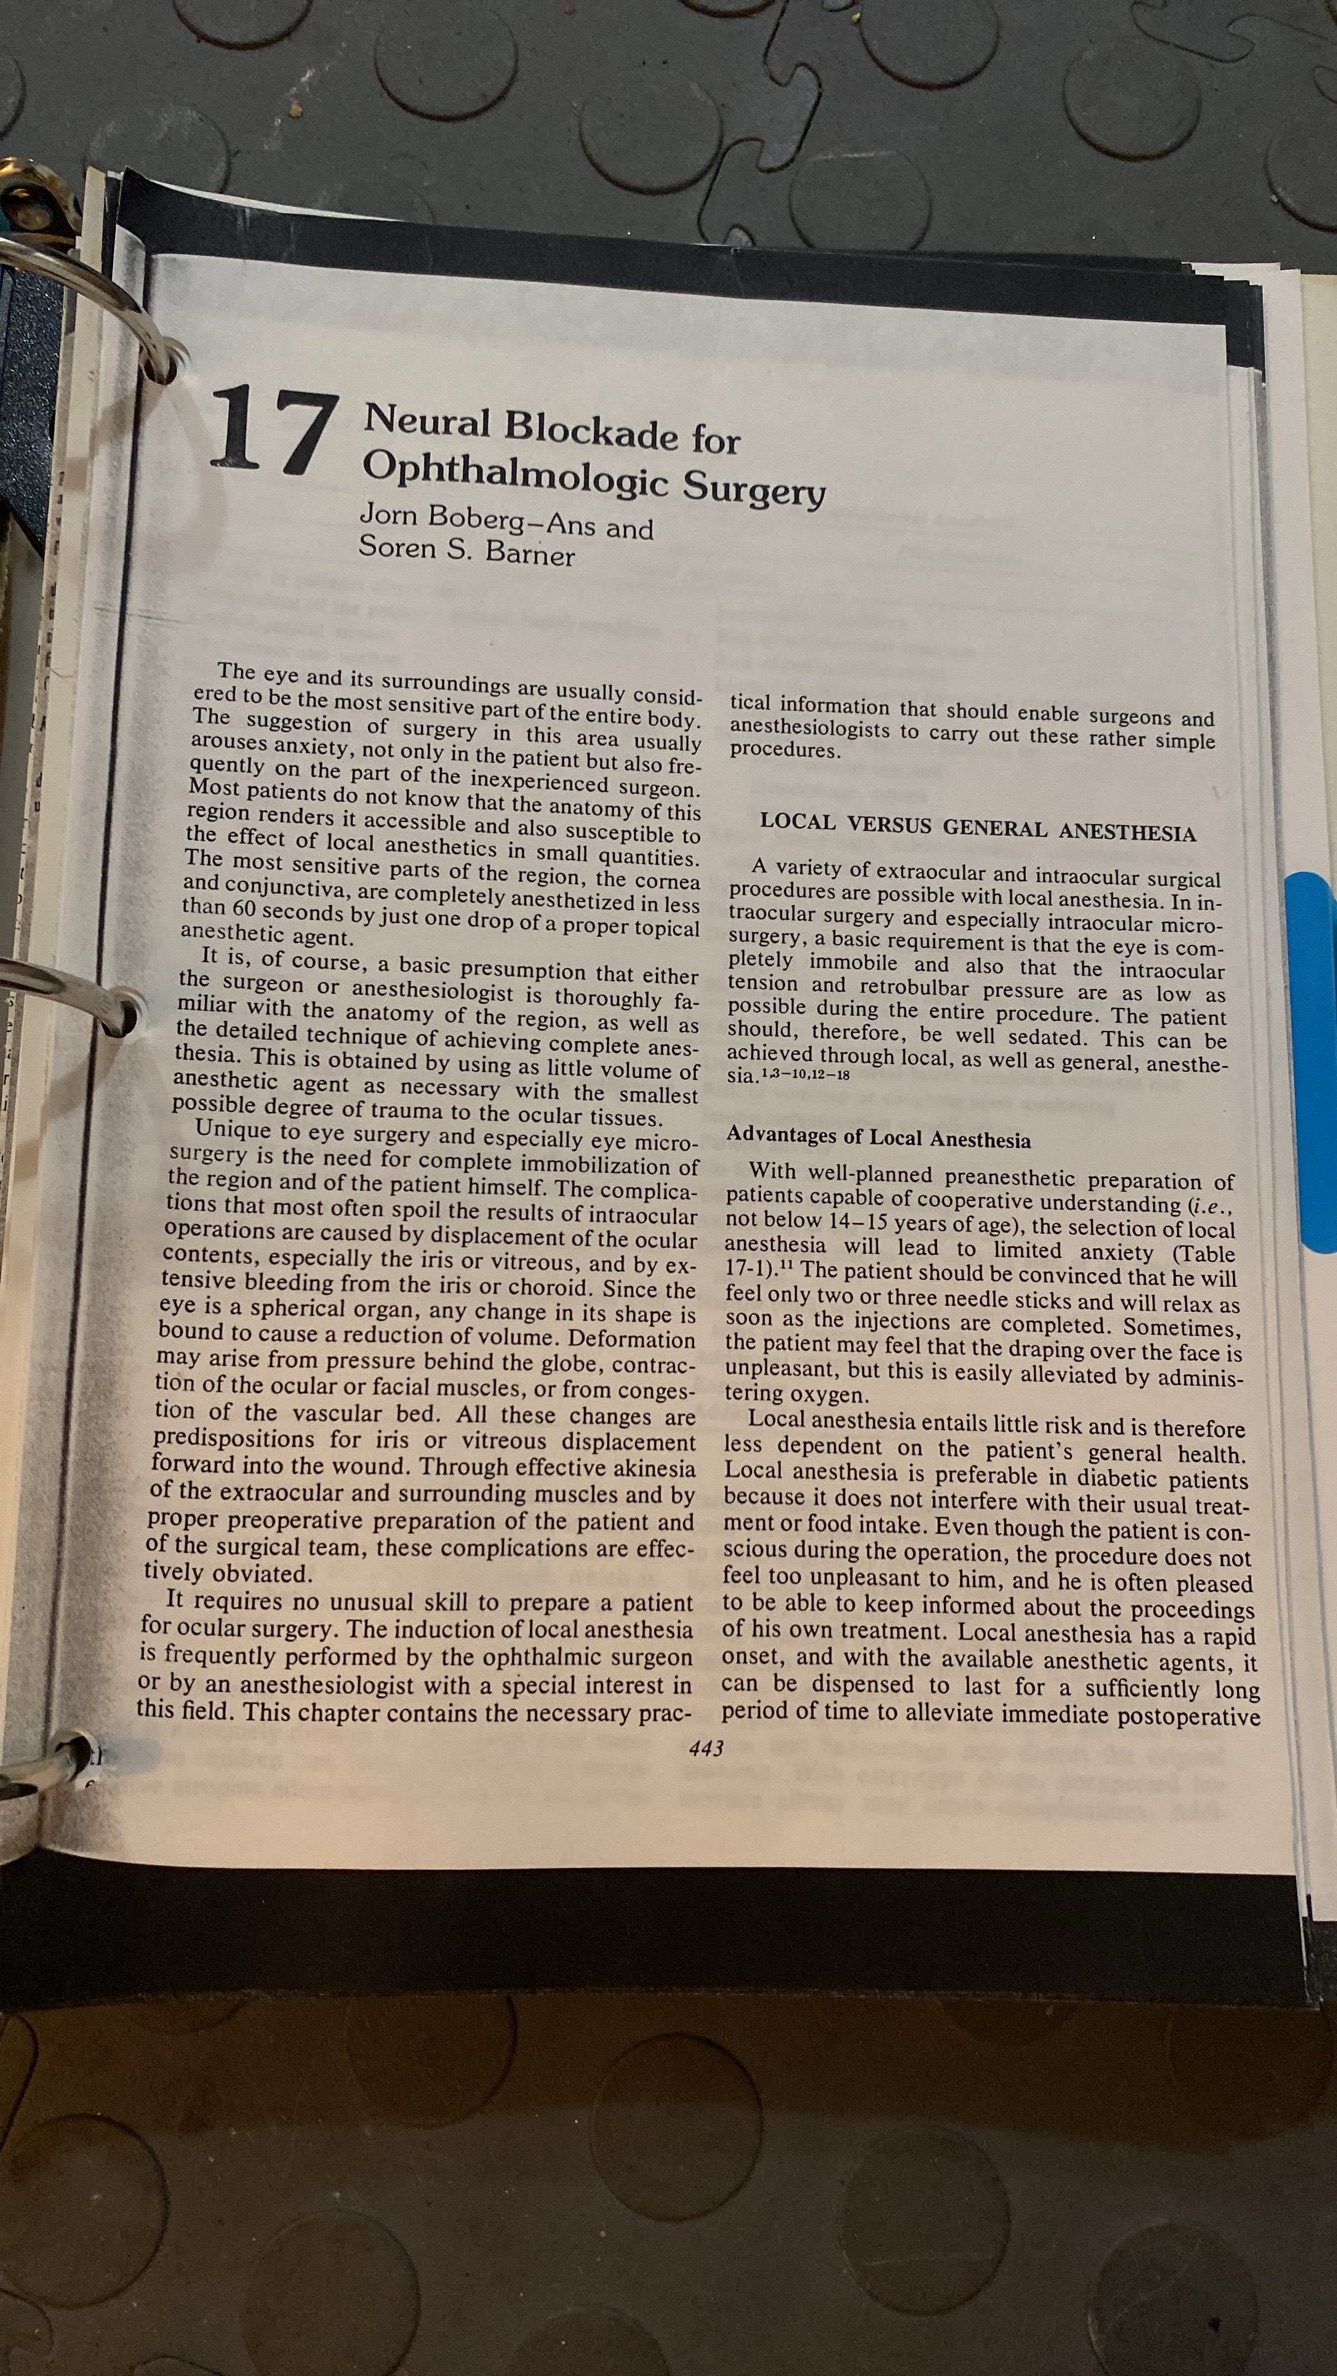 17
Neural Blockade for
Ophthalmologic Surgery
Jorn Boberg–Ans and
Soren S. Barner
The eye and its surroundings are usually consid-
ered to be the most sensitive part of the entire body.
The suggestion of surgery in this area usually
arouses anxiety, not only in the patient but also fre-
quently on the part of the inexperienced surgeon.
Most patients do not know that the anatomy of this
region renders it accessible and also susceptible to
the effect of local anesthetics in small quantities.
The most sensitive parts of the region, the cornea
and conjunctiva, are completely anesthetized in less
than 60 seconds by just one drop of a proper topical
anesthetic agent.
It is, of course, a basic presumption that either
the surgeon or anesthesiologist is thoroughly fa-
miliar with the anatomy of the region, as well as
the detailed technique of achieving complete anes-
thesia. This is obtained by using as little volume of
anesthetic agent as necessary with the smallest
possible degree of trauma to the ocular tissues.
Unique to eye surgery and especially eye micro-
surgery is the need for complete immobilization of
the region and of the patient himself. The complica-
tions that most often spoil the results of intraocular
operations are caused by displacement of the ocular
contents, especially the iris or vitreous, and by ex-
tensive bleeding from the iris or choroid. Since the
eye is a spherical organ, any change in its shape is
bound to cause a reduction of volume. Deformation
may arise from pressure behind the globe, contrac-
tion of the ocular or facial muscles, or from conges-
tion of the vascular bed. All these changes are
predispositions for iris or vitreous displacement
forward into the wound. Through effective akinesia
of the extraocular and surrounding muscles and by
proper preoperative preparation of the patient and
of the surgical team, these complications are effec-
tively obviated.
It requires no unusual skill to prepare a patient
for ocular surgery. The induction of local anesthesia
is frequently performed by the ophthalmic surgeon
or by an anesthesiologist with a special interest in
this field. This chapter contains the necessary prac-
tical information that should enable surgeons and
anesthesiologists to carry out these rather simple
procedures.
LOCAL VERSUS GENERAL ANESTHESIA
A variety of extraocular and intraocular surgical
procedures are possible with local anesthesia. In in-
traocular surgery and especially intraocular micro-
surgery, a basic requirement is that the eye is com-
pletely immobile and also that the intraocular
tension and retrobulbar pressure are as low as
possible during the entire procedure. The patient
should, therefore, be well sedated. This can be
achieved through local, as well as general, anesthe-
sia.1,3–10,12–18
Advantages of Local Anesthesia
With well-planned preanesthetic preparation of
patients capable of cooperative understanding (i.e.,
not below 14–15 years of age), the selection of local
anesthesia will lead to limited anxiety (Table
17-1).11 The patient should be convinced that he will
feel only two or three needle sticks and will relax as
soon as the injections are completed. Sometimes,
the patient may feel that the draping over the face is
unpleasant, but this is easily alleviated by adminis-
tering oxygen.
Local anesthesia entails little risk and is therefore
less dependent on the patient's general health.
Local anesthesia is preferable in diabetic patients
because it does not interfere with their usual treat-
ment or food intake. Even though the patient is con-
scious during the operation, the procedure does not
feel too unpleasant to him, and he is often pleased
to be able to keep informed about the proceedings
of his own treatment. Local anesthesia has a rapid
onset, and with the available anesthetic agents, it
can be dispensed to last for a sufficiently long
period of time to alleviate immediate postoperative
443